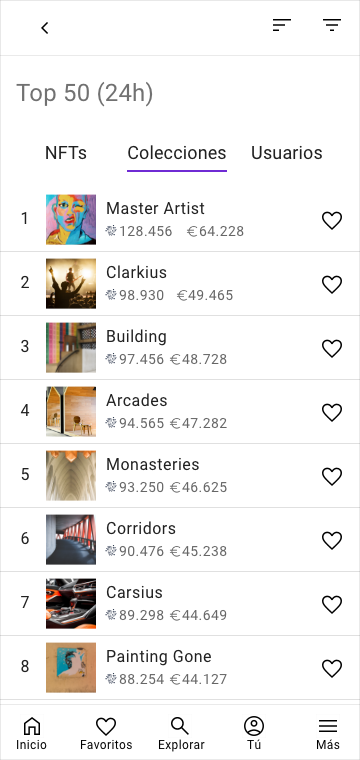 Top 50 (24h)
NFTs Colecciones Usuarios
1 Master Artist
128.456 €64.228
2 Clarkius
98.930 €49.465
3 Building
97.456 €48.728
4 Arcades
94.565 €47.282
5 Monasteries
93.250 €46.625
6 Corridors
90.476 €45.238
7 Carsius
89.298 €44.649
8 Painting Gone
88.254 €44.127
Inicio Favoritos Explorar Tú Más